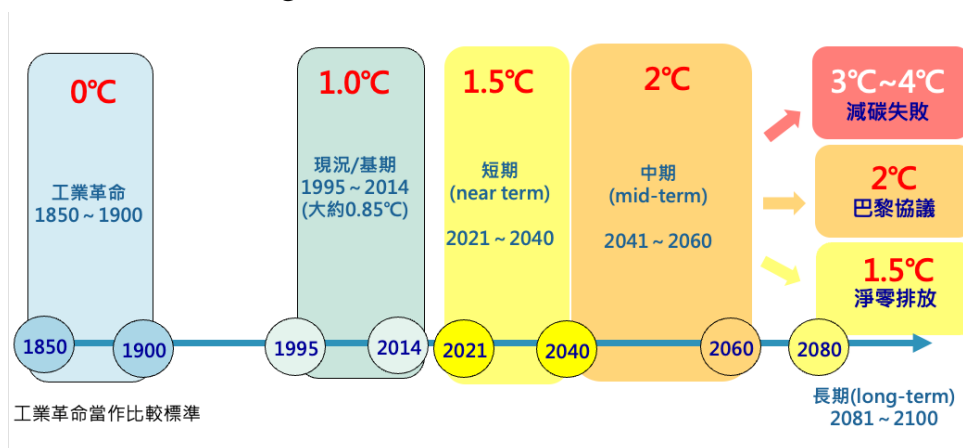 0℃
工業革命
1850～1900
1.0℃
現況/基期
1995～2014
(大約0.85℃)
1.5℃
短期
(near term)
2021～2040
2℃
中期
(mid-term)
2041～2060
3℃~4℃
減碳失敗
2℃
巴黎協議
1.5℃
淨零排放
1850
1900
1995
2014
2021
2040
2060
2080
工業革命當作比較標準
長期(long-term)
2081～2100